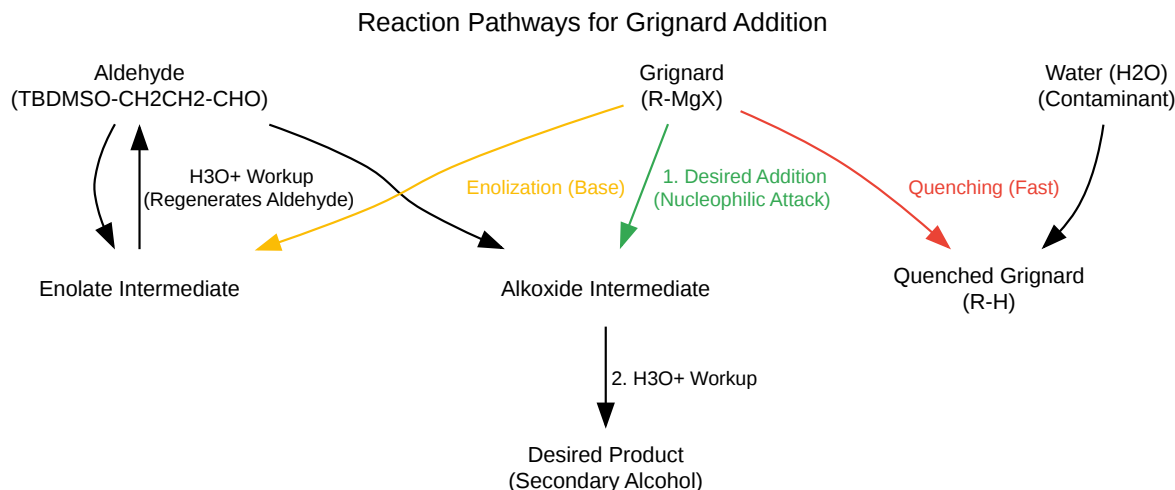 Reaction Pathways for Grignard Addition
Aldehyde
(TBDMSO-CH2CH2-CHO)
Grignard
(R-MgX)
Water (H2O)
(Contaminant)
H3O+ Workup
(Regenerates Aldehyde)
Enolization (Base)
1. Desired Addition
(Nucleophilic Attack)
Quenching (Fast)
Enolate Intermediate
Alkoxide Intermediate
Quenched Grignard
(R-H)
2. H3O+ Workup
Desired Product
(Secondary Alcohol)